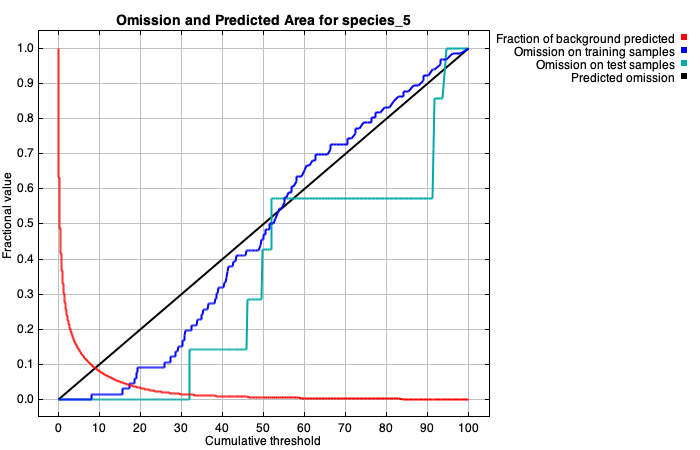 Omission and Predicted Area for species_5
Fraction of background predicted
Omission on training samples
Omission on test samples
Predicted omission
Fractional value
1.0
0.9
0.8
0.7
0.6
0.5
0.4
0.3
0.2
0.1
0.0
0 10 20 30 40 50 60 70 80 90 100
Cumulative threshold